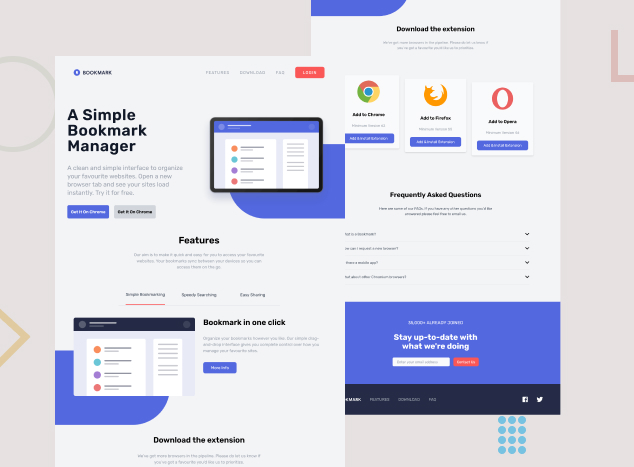 BOOKMARK
FEATURES DOWNLOAD FAQ LOGIN
A Simple
Bookmark
Manager
A clean and simple interface to organize
your favourite websites. Open a new
browser tab and see your sites load
instantly. Try it for free.
Get It On Chrome Get It On Chrome
Features
Our aim is to make it quick and easy for you to access your favourite
websites. Your bookmarks sync between your devices so you can
access them on the go.
Simple Bookmarking Speedy Searching Easy Sharing
Bookmark in one click
Organize your bookmarks however you like. Our simple drag-
and-drop interface gives you complete control over how you
manage your favourite sites.
More Info
Download the extension
We've got more browsers in the pipeline. Please do let us know if
you've got a favourite you'd like us to prioritize.
Download the extension
We've got more browsers in the pipeline. Please do let us know if
you've got a favourite you'd like us to prioritize.
Add to Chrome
Minimum Version 62
Add & Install Extension
Add to Firefox
Minimum Version
Add & Install Extension
Add to Opera
Minimum Version
Add & Install Extension
Frequently Asked Questions
Here are some of our FAQs. If you have any other questions you'd like
answered please feel free to email us.
is a Bookmark?
can I request a new browser?
there a mobile app?
about other Chromium browsers?
35,000+ ALREADY JOINED
Stay up-to-date with
what we're doing
Enter your email address Contact Us
KMARK FEATURES DOWNLOAD FAQ